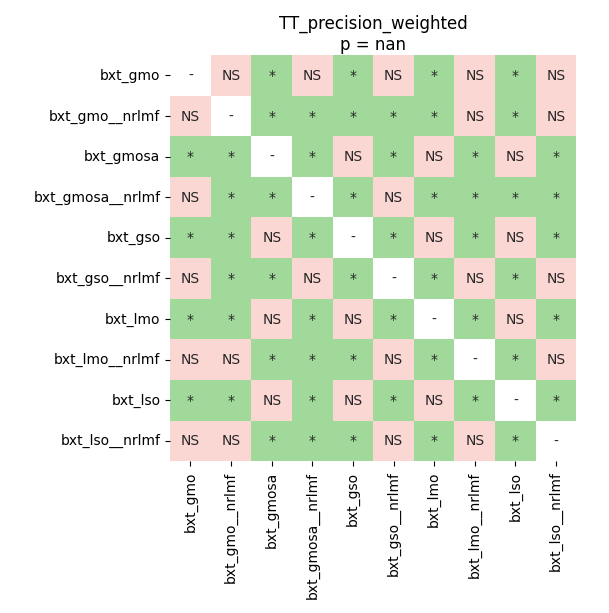 TT_precision_weighted
p = nan
bxt_gmo - NS * NS * NS * NS * NS
bxt_gmo__nrlmf NS - * * * * * NS * NS
bxt_gmosa * * - * NS * NS * NS *
bxt_gmosa__nrlmf NS * * - * NS * * * *
bxt_gso * * NS * - * NS * NS *
bxt_gso__nrlmf NS * * NS * - * NS * NS
bxt_lmo * * NS * NS * - * NS *
bxt_lmo__nrlmf NS NS * * * NS * - * NS
bxt_lso * * NS * NS * NS * - *
bxt_lso__nrlmf NS NS * * * NS * NS * -
bxt_gmo
bxt_gmo__nrlmf
bxt_gmosa
bxt_gmosa__nrlmf
bxt_gso
bxt_gso__nrlmf
bxt_lmo
bxt_lmo__nrlmf
bxt_lso
bxt_lso__nrlmf